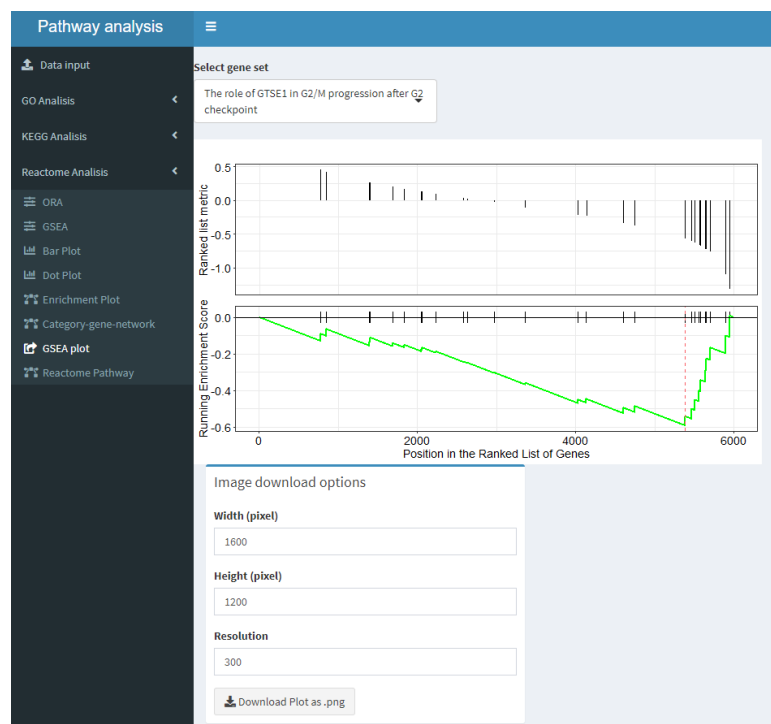 Pathway analysis
Data input
GO Analisis
KEGG Analisis
Reactome Analisis
ORA
GSEA
Bar Plot
Dot Plot
Enrichment Plot
Category-gene-network
GSEA plot
Reactome Pathway
Select gene set
The role of GTSE1 in G2/M progression after G2
checkpoint
Ranked list metric
0.5
0.0
-0.5
-1.0
Running Enrichment Score
0.0
-0.2
-0.4
-0.6
0
2000
4000
6000
Position in the Ranked List of Genes
Image download options
Width (pixel)
1600
Height (pixel)
1200
Resolution
300
Download Plot as .png